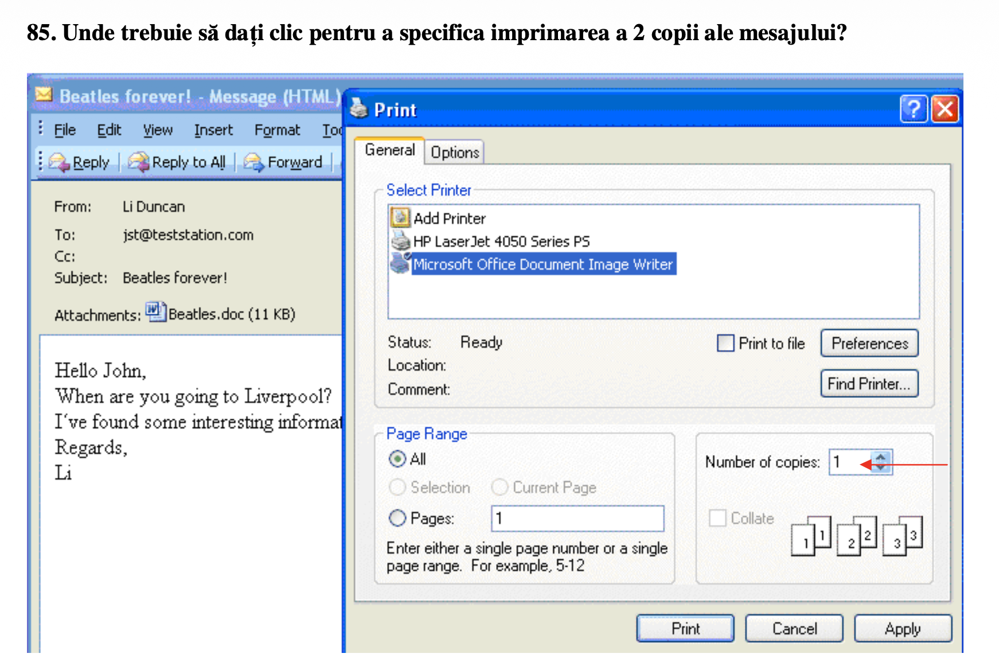 85. Unde trebuie să dați clic pentru a specifica imprimarea a 2 copii ale mesajului?
Beatles forever! - Message (HTML)
File Edit View Insert Format
Reply Reply to All Forward
From: Li Duncan
To: jst@teststation.com
Cc:
Subject: Beatles forever!
Attachments: Beatles.doc (11 KB)
Hello John,
When are you going to Liverpool?
I've found some interesting informat
Regards,
Li
Print
General Options
Select Printer
Add Printer
HP LaserJet 4050 Series PS
Microsoft Office Document Image Writer
Status: Ready
Print to file Preferences
Location:
Comment:
Find Printer...
Page Range
All
Selection Current Page
Pages: 1
Enter either a single page number or a single
page range. For example, 5-12
Number of copies: 1
Collate
1 1 2 2 3 3
Print Cancel Apply